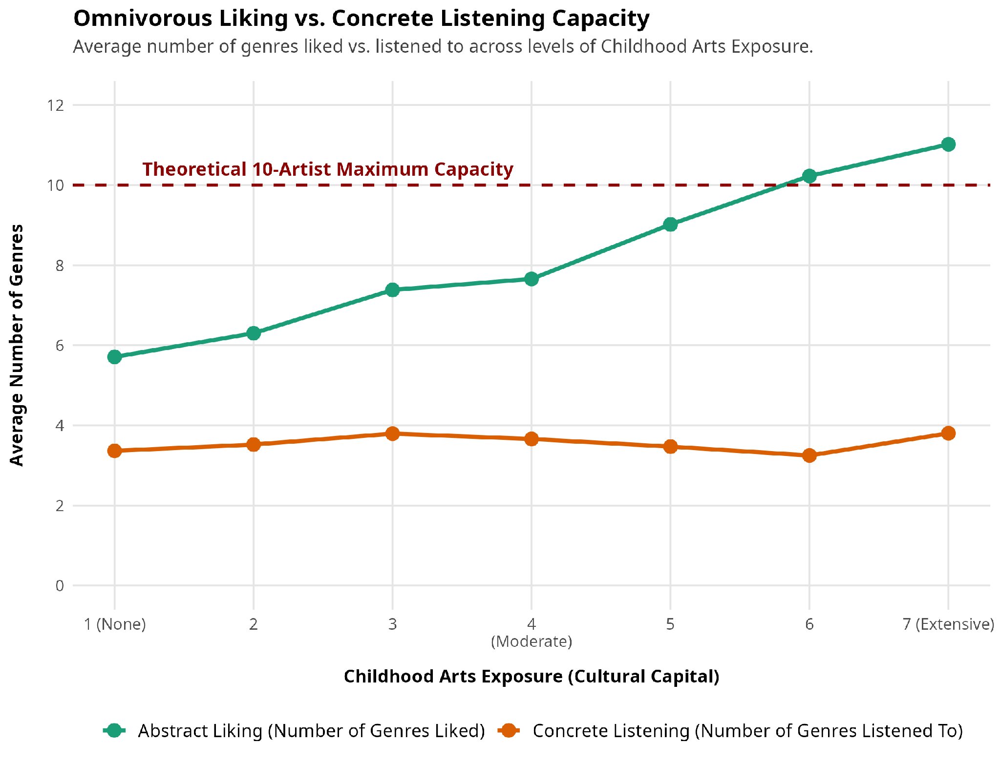 Omnivorous Liking vs. Concrete Listening Capacity
Average number of genres liked vs. listened to across levels of Childhood Arts Exposure.
12
Theoretical 10-Artist Maximum Capacity
10
8
6
4
2
0
Average Number of Genres
1 (None)
2
3
4
(Moderate)
5
6
7 (Extensive)
Childhood Arts Exposure (Cultural Capital)
Abstract Liking (Number of Genres Liked)
Concrete Listening (Number of Genres Listened To)